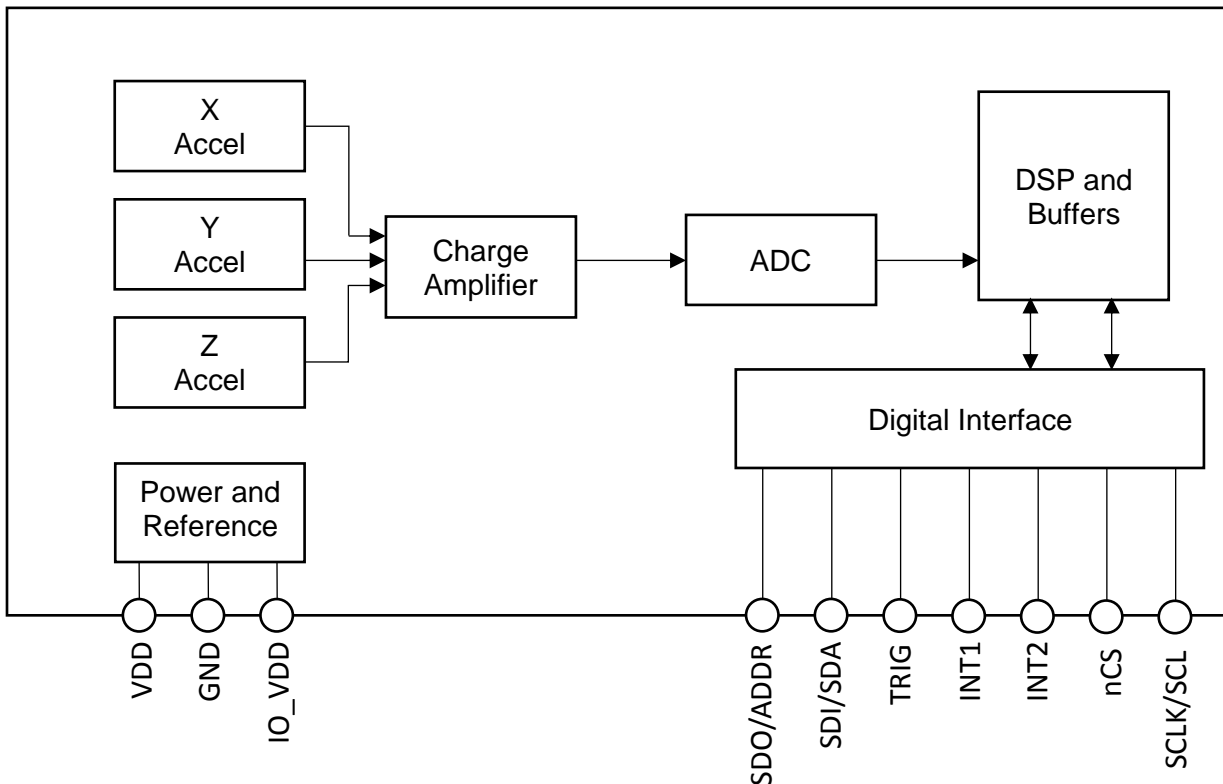 X
Accel
Y
Accel
Z
Accel
Charge
Amplifier
ADC
DSP and
Buffers
Digital Interface
Power and
Reference
VDD
GND
IO_VDD
SDO/ADDR
SDI/SDA
TRIG
INT1
INT2
nCS
SCLK/SCL